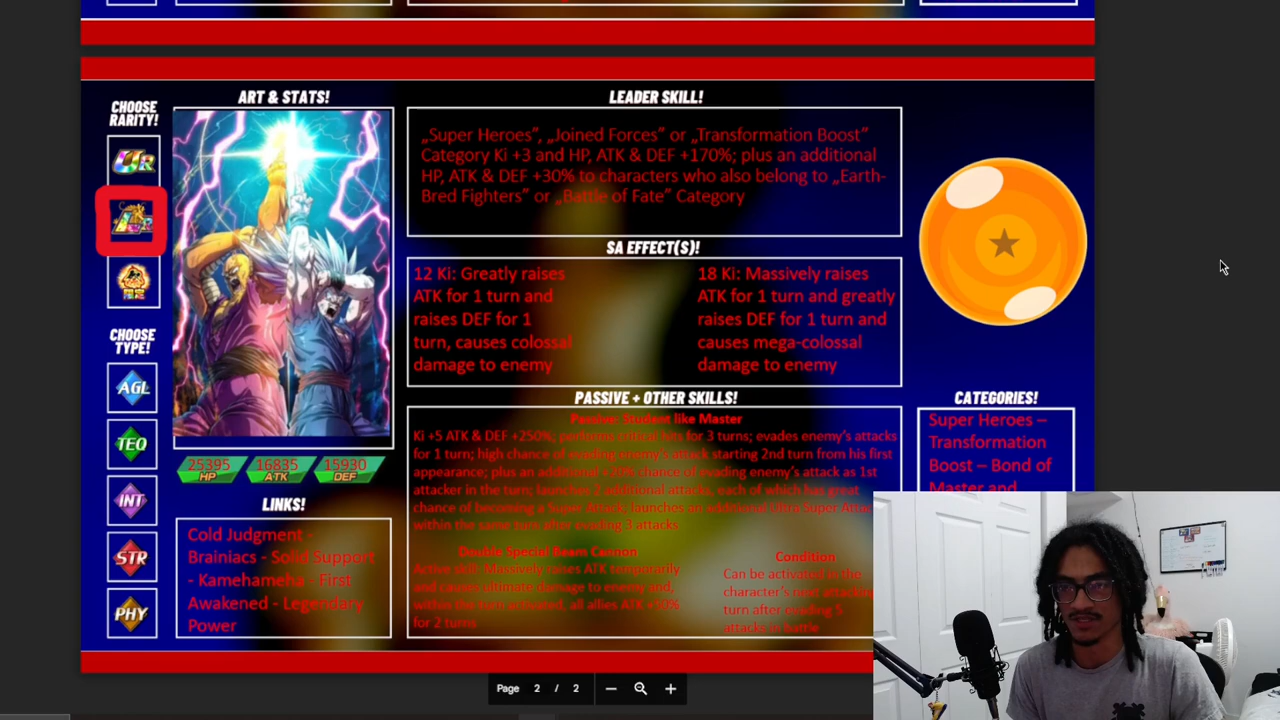 CHOOSE
RARITY!
UR
LR
ART & STATS!
25395
HP
16835
ATK
15930
DEF
CHOOSE
TYPE!
AGL
TEQ
INT
STR
PHY
LINKS!
Cold Judgment -
Brainiacs - Solid Support
- Kamehameha - First
Awakened - Legendary
Power
LEADER SKILL!
„Super Heroes”, „Joined Forces” or „Transformation Boost”
Category Ki +3 and HP, ATK & DEF +170%; plus an additional
HP, ATK & DEF +30% to characters who also belong to „Earth-
Bred Fighters” or „Battle of Fate” Category
SA EFFECT(S)!
12 Ki: Greatly raises
ATK for 1 turn and
raises DEF for 1
turn, causes colossal
damage to enemy
18 Ki: Massively raises
ATK for 1 turn and greatly
raises DEF for 1 turn and
causes mega-colossal
damage to enemy
PASSIVE + OTHER SKILLS!
Passive: Student like Master
Ki +5 ATK & DEF +250%; performs critical hits for 3 turns; evades enemy’s attacks
for 1 turn; high chance of evading enemy’s attack starting 2nd turn from his first
appearance; plus an additional +20% chance of evading enemy’s attack as 1st
attacker in the turn; launches 2 additional attacks, each of which has great
chance of becoming a Super Attack; launches an additional Ultra Super
within the same turn after evading 3 attacks
Double Special Beam Cannon
Active skill: Massively raises ATK temporarily
and causes ultimate damage to enemy and,
within the turn activated, all allies ATK +50%
for 2 turns
Condition
Can be activated in the
character’s next attacking
turn after evading 5
attacks in battle
CATEGORIES!
Super Heroes –
Transformation
Boost – Bond of
Master and
Page 2 / 2